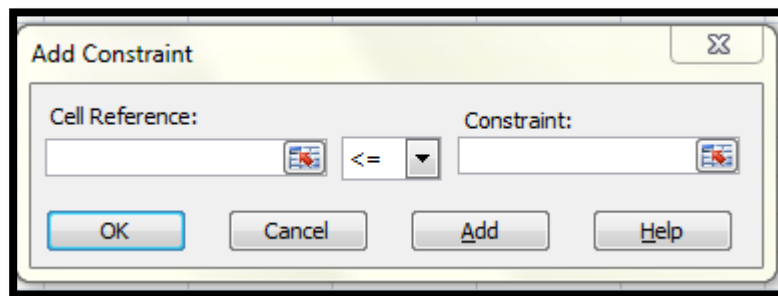 Add Constraint
Cell Reference:
Constraint:
<=
OK
Cancel
Add
Help